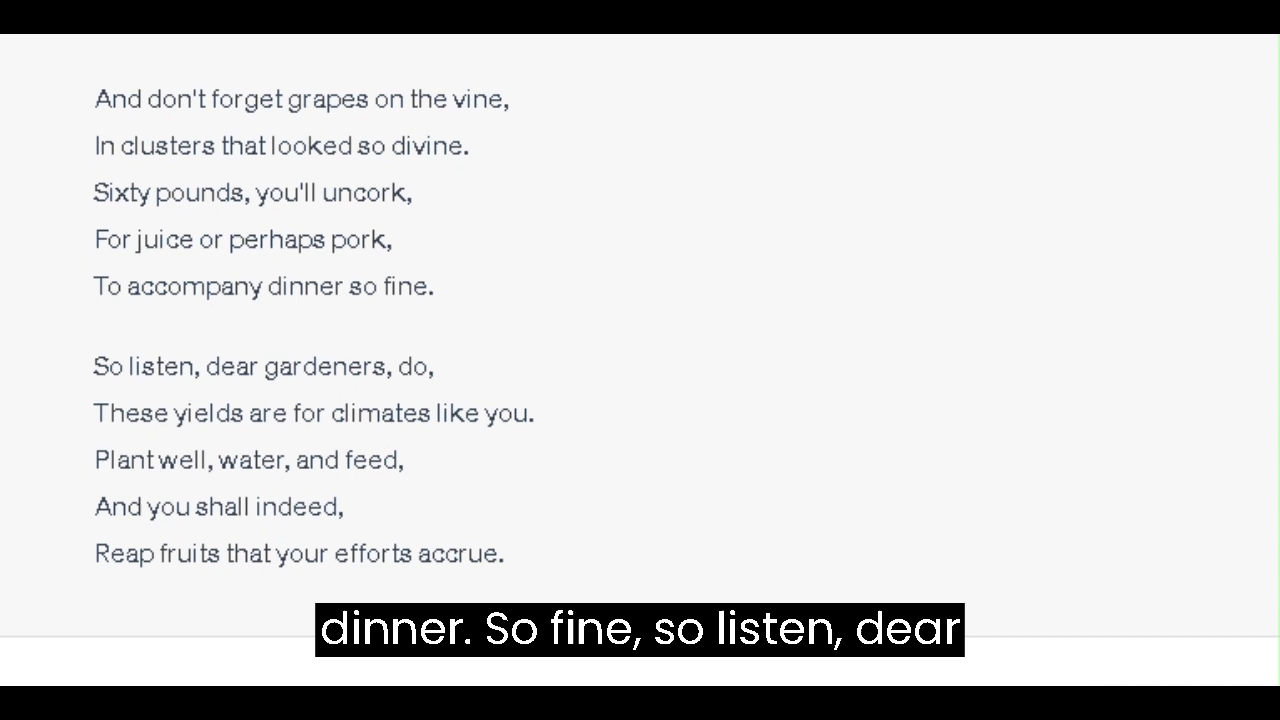 And don't forget grapes on the vine,
In clusters that looked so divine.
Sixty pounds, you'll uncork,
For juice or perhaps pork,
To accompany dinner so fine.
So listen, dear gardeners, do,
These yields are for climates like you.
Plant well, water, and feed,
And you shall indeed,
Reap fruits that your efforts accrue.
dinner. So fine, so listen, dear